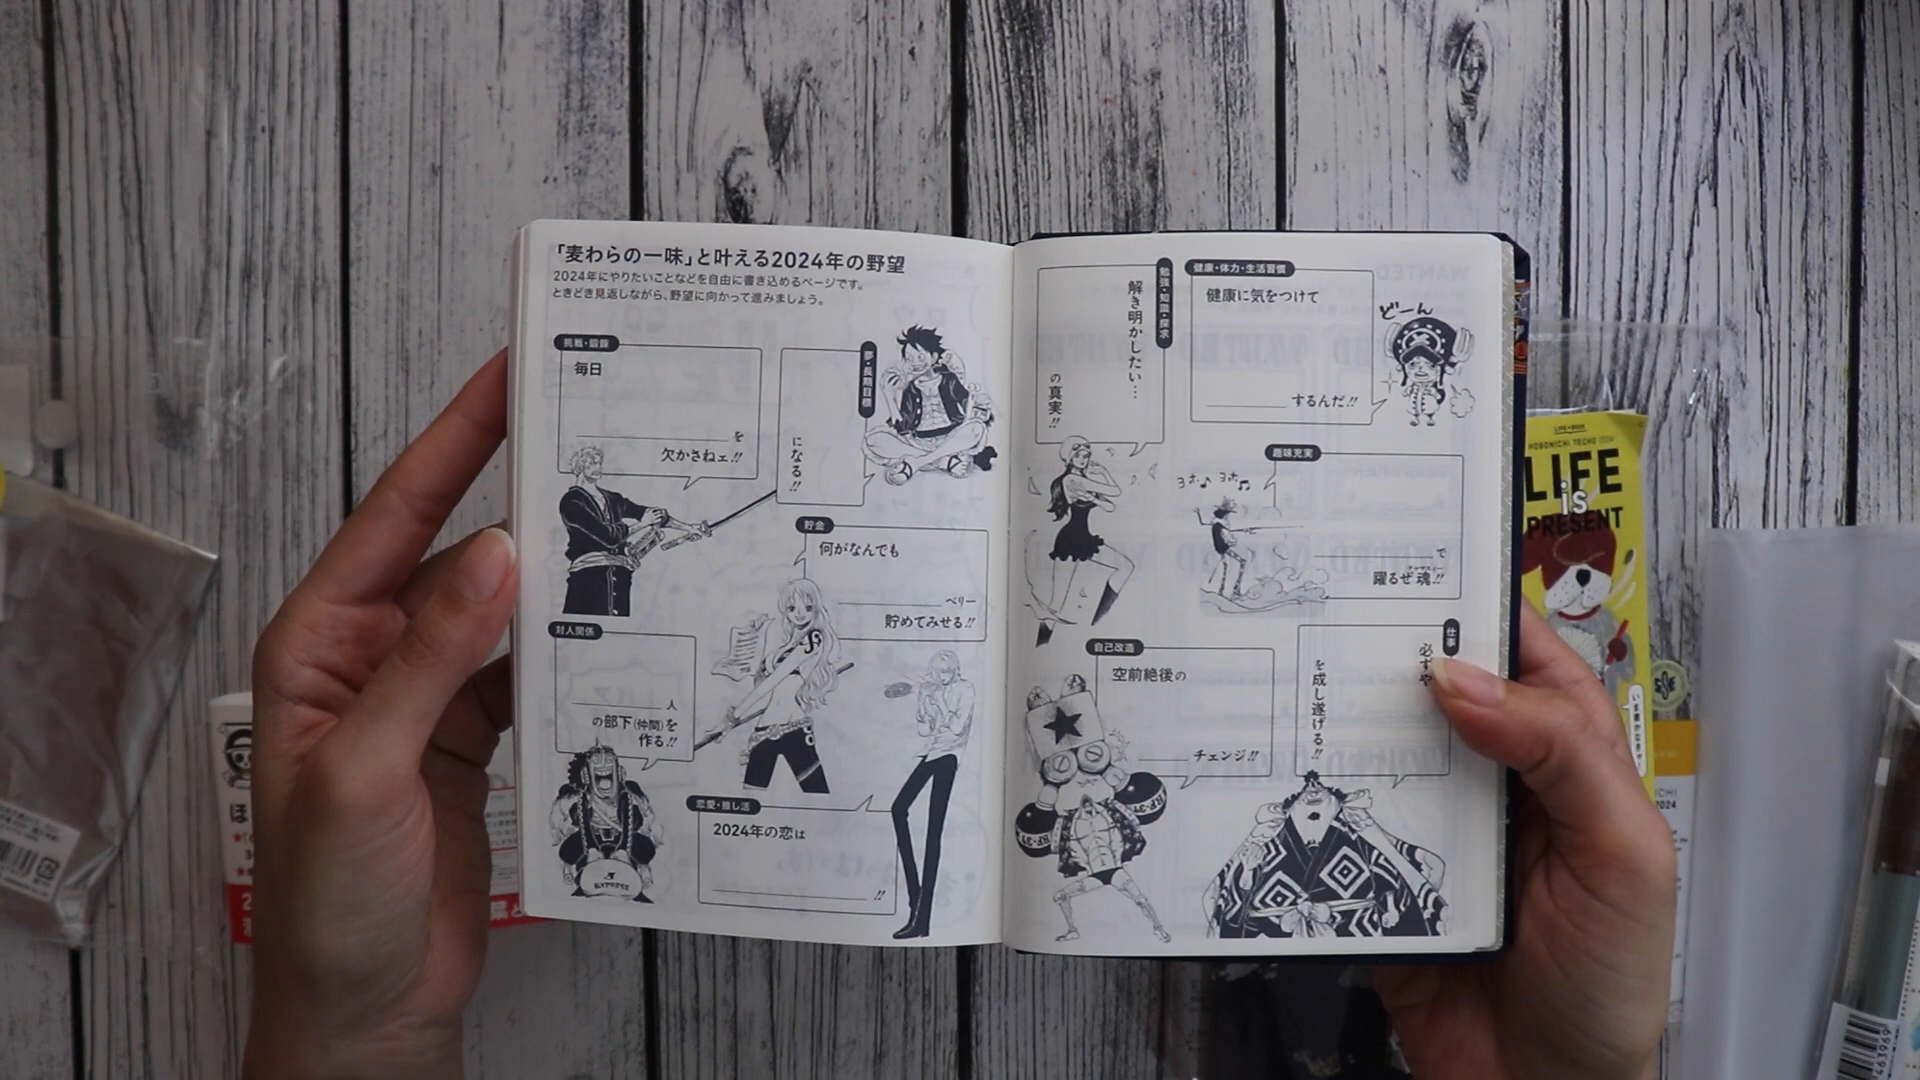 「麦わらの一味」と叶える2024年の野望
2024年にやりたいことなどを自由に書き込めるページです。
ときどき見返しながら、野望に向かって進みましょう。
挑戦・鍛錬
毎日
を
欠かさねェ!!
夢・長期目標
になる!!
貯金
何がなんでも
ベリー
貯めてみせる!!
対人関係
人
の部下(仲間)を
作る!!
EXPRESS
恋愛・推し活
2024年の恋は
!!
勉強・知識・探求
解き明かしたい…
の真実!!
健康・体力・生活習慣
健康に気をつけて
するんだ!!
どーん
趣味充実
ヨホ♪ ヨホ♫
で
躍るぜ魂!!
自己改造
空前絶後の
チェンジ!!
BF-37
仕事
必ずや
を成し遂げる!!
LIFE BOOK
HOBONICHI TECHO 2024
LIFE
is
PRESENT
2024